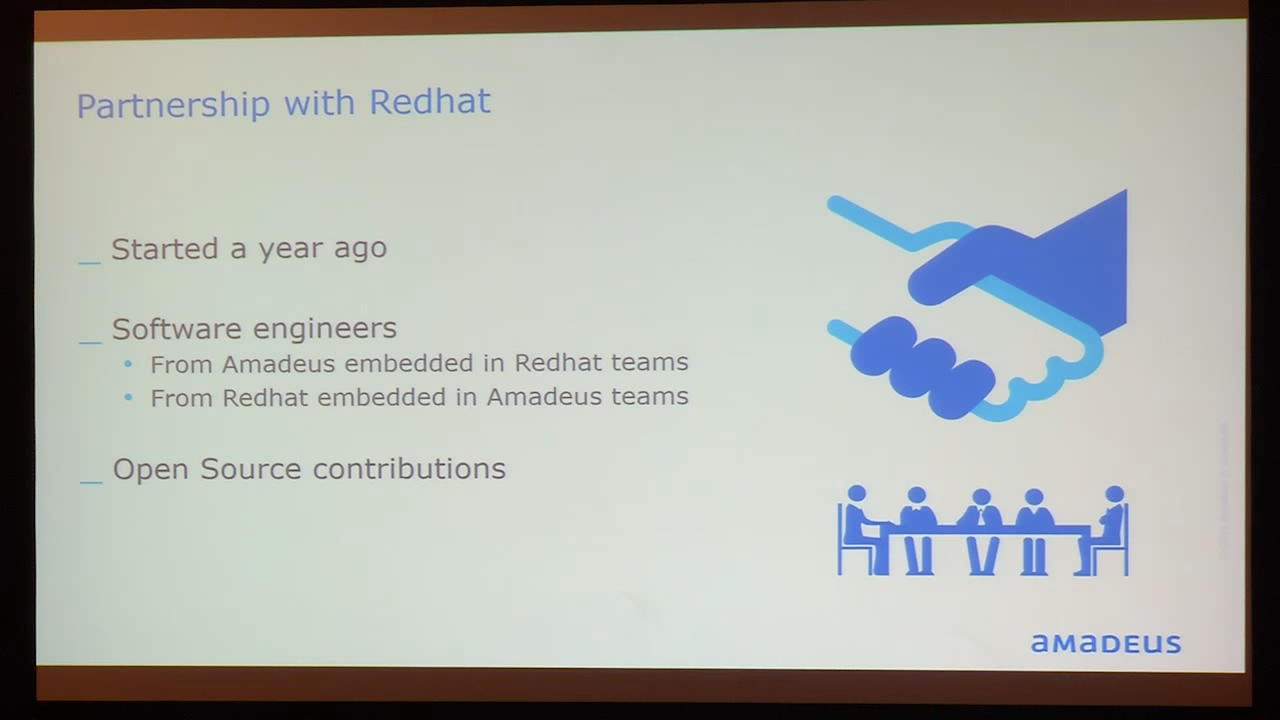 Partnership with Redhat
_ Started a year ago
_ Software engineers
• From Amadeus embedded in Redhat teams
• From Redhat embedded in Amadeus teams
_ Open Source contributions
amadeus